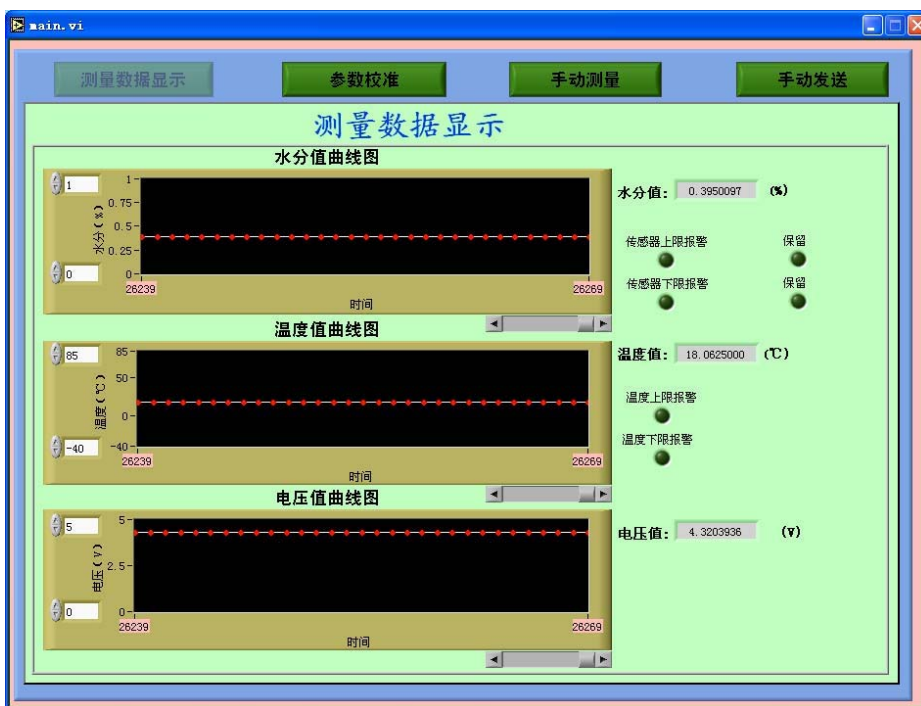 main.vi
测量数据显示 参数校准 手动测量 手动发送
测量数据显示
水分值曲线图
1
1
0.75
0.5
0.25
0
0
水分(%)
26239 26269
时间
水分值: 0.3950097 (%)
传感器上限报警 保留
传感器下限报警 保留
温度值曲线图
85
85
50
0
-40
-40
温度(℃)
26239 26269
时间
温度值: 18.0625000 (℃)
温度上限报警
温度下限报警
电压值曲线图
5
5
2.5
0
0
电压(V)
26239 26269
时间
电压值: 4.3203936 (V)